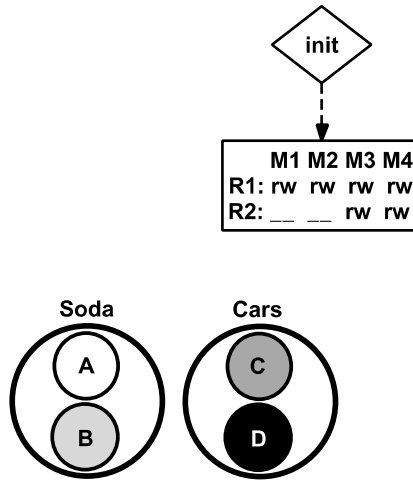 init
M1 M2 M3 M4
R1: rw rw rw rw
R2: __ __ rw rw
Soda Cars
A C
B D